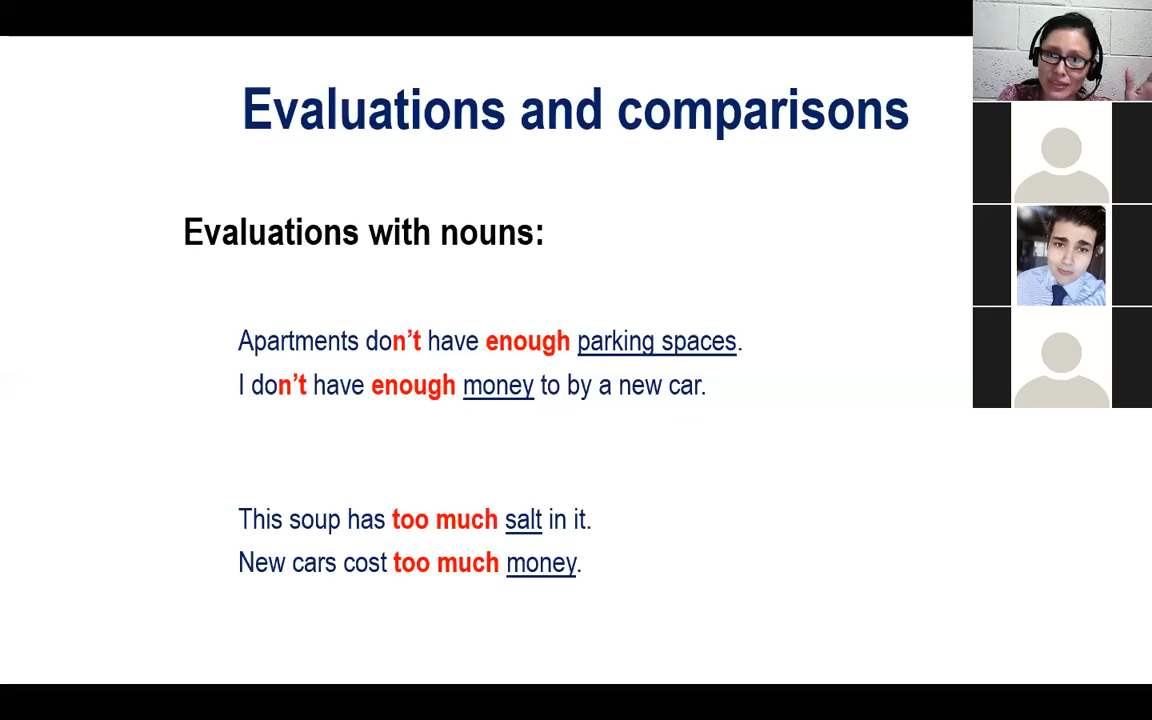 Evaluations and comparisons
Evaluations with nouns:
Apartments don’t have enough parking spaces.
I don’t have enough money to by a new car.
This soup has too much salt in it.
New cars cost too much money.